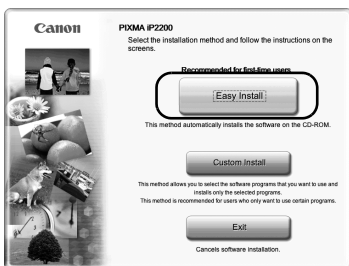 Canon
PIXMA iP2200
Select the installation method and follow the instructions on the
screens.
Recommended for first-time users
Easy Install
This method automatically installs the software on the CD-ROM.
Custom Install
This method allows you to select the software programs that you want to use and
installs only the selected programs.
This method is recommended for users who only want to use certain programs.
Exit
Cancels software installation.